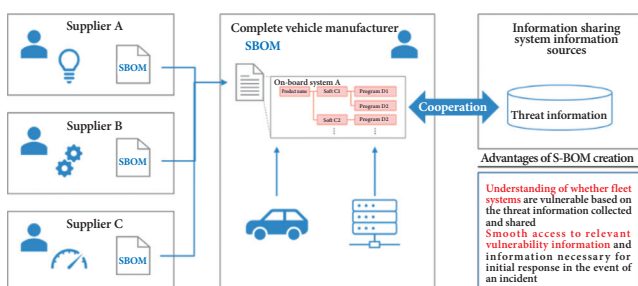 Supplier A
SBOM
Supplier B
SBOM
Supplier C
SBOM
Complete vehicle manufacturer
SBOM
On-board system A
Product name
Soft C1
Program D1
Program D2
Soft C2
Program D2
⋮
⋮
Cooperation
Information sharing
system information
sources
Threat information
Advantages of S-BOM creation
Understanding of whether fleet
systems are vulnerable based on
the threat information collected
and shared
Smooth access to relevant
vulnerability information and
information necessary for
initial response in the event of
an incident